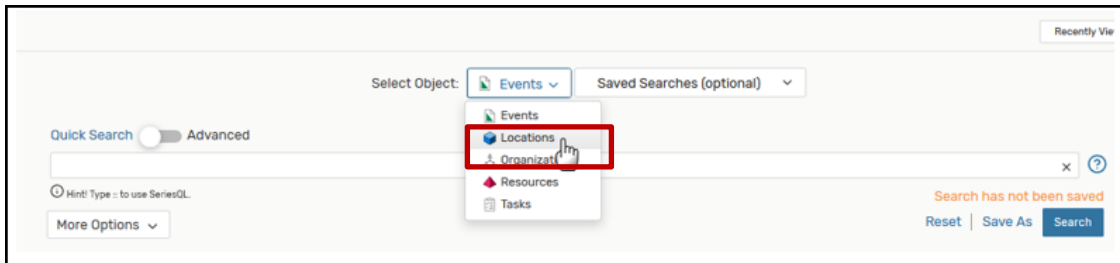 Recently Vie
Select Object: Events Saved Searches (optional)
Events
Quick Search Advanced
Locations
Organizati
Resources
Hint! Type :: to use SeriesQL.
Search has not been saved
Tasks
More Options
Reset | Save As Search